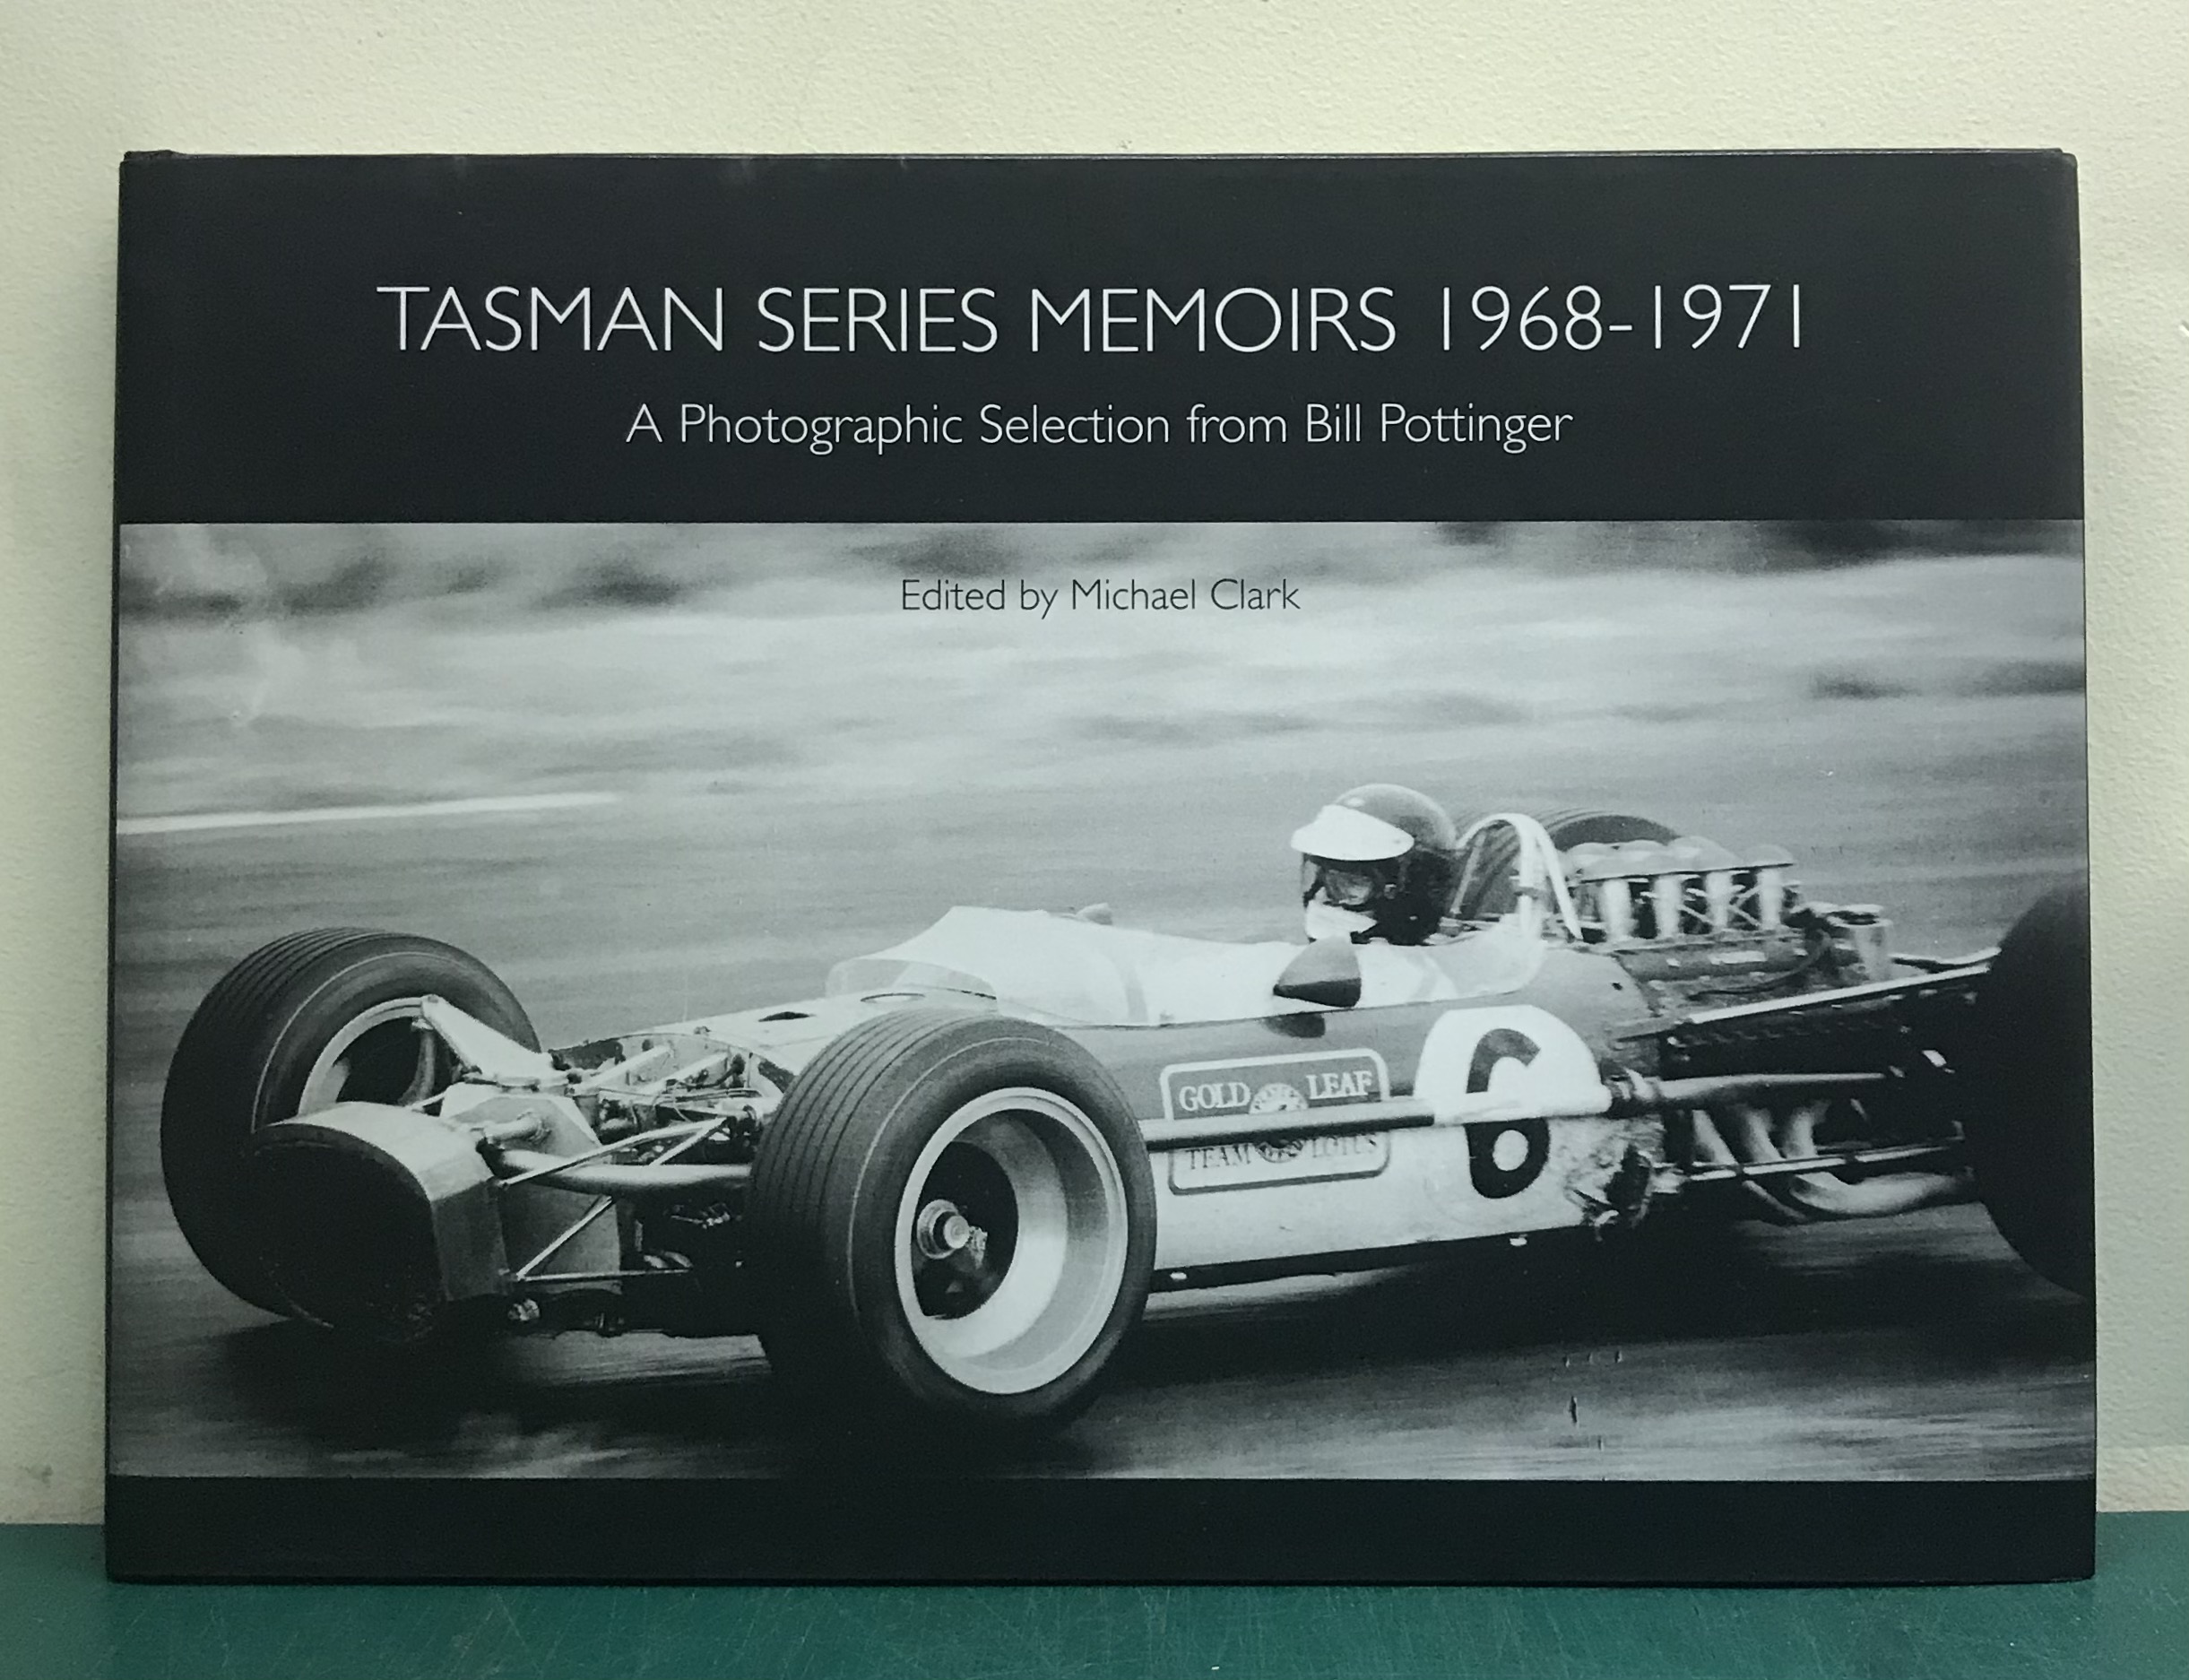 TASMAN SERIES MEMOIRS 1968-1971
A Photographic Selection from Bill Pottinger
Edited by Michael Clark
GOLD LEAF
TEAM LOTUS
6